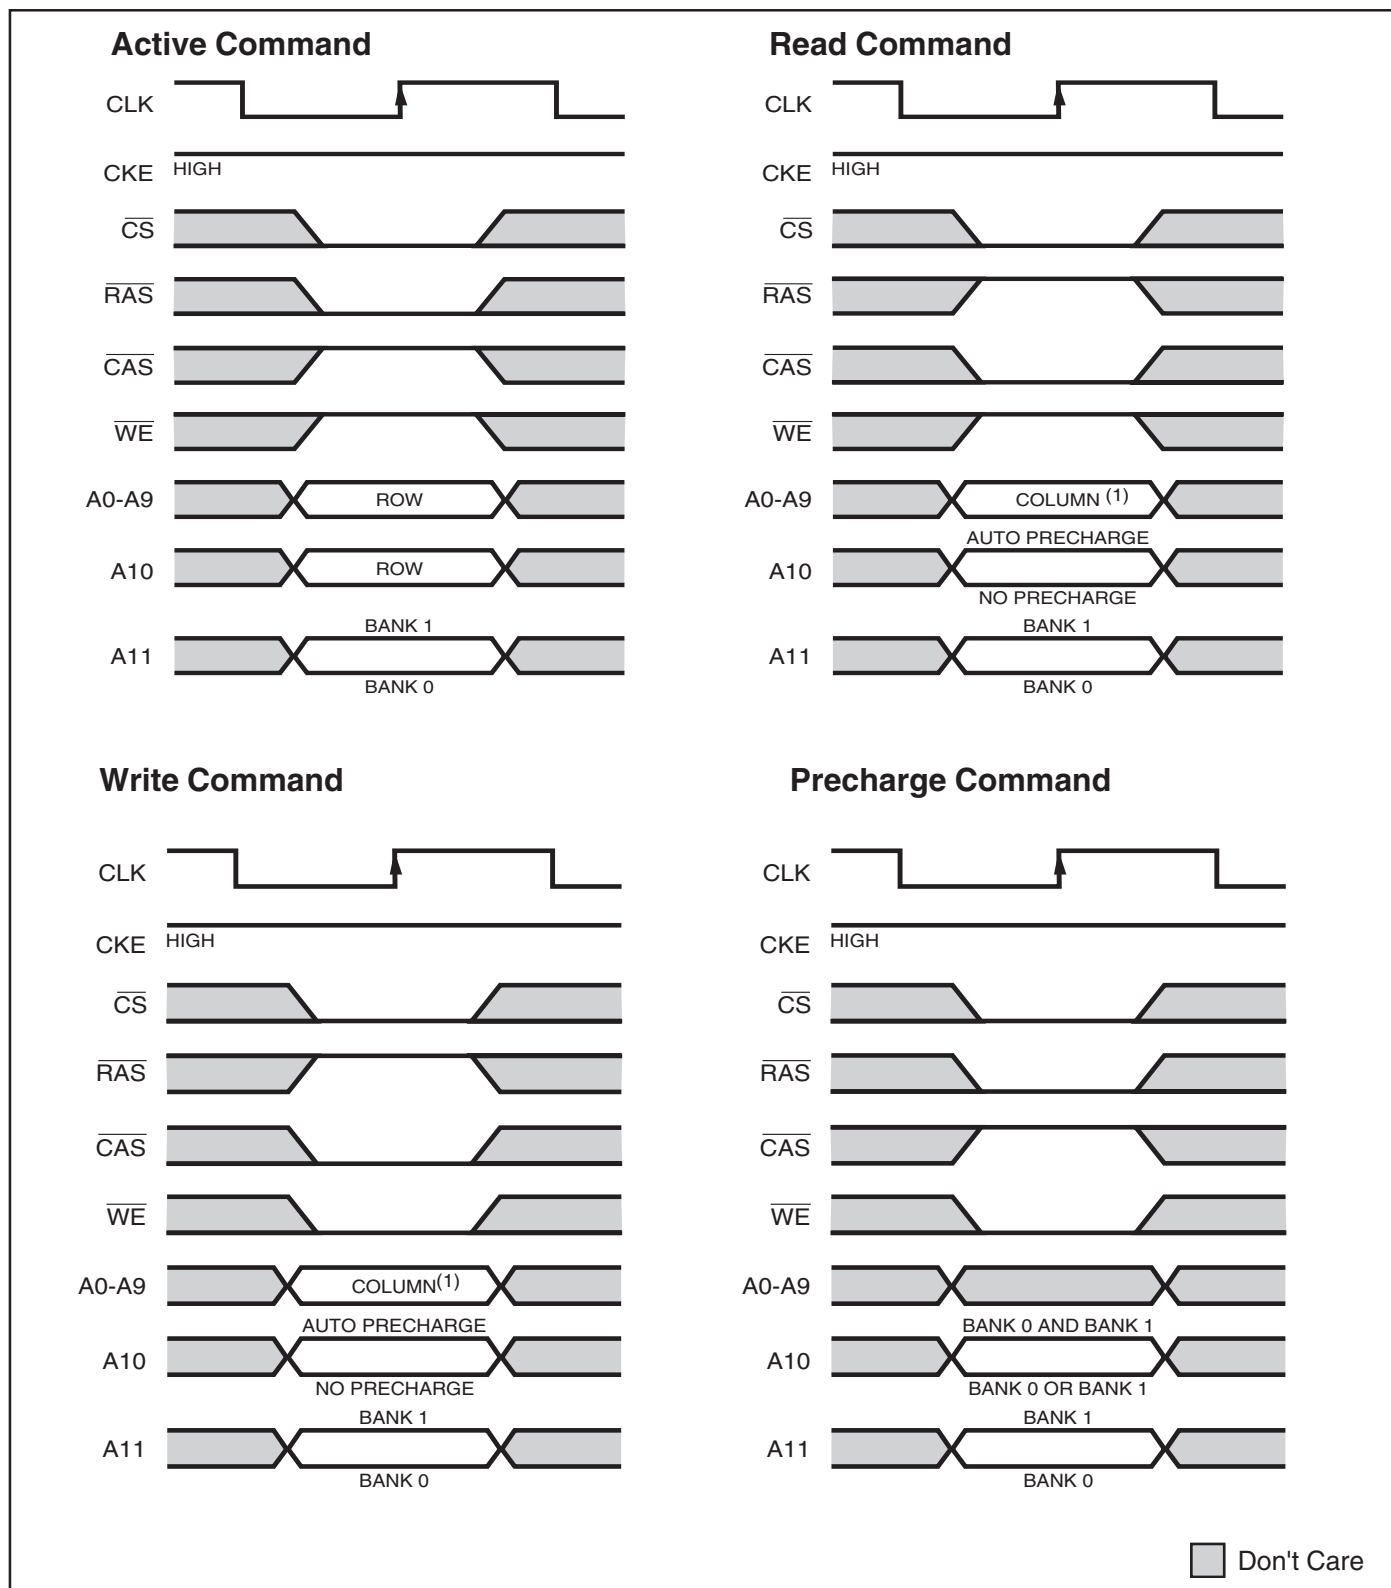 Active Command
CLK
CKE HIGH
CS
RAS
CAS
WE
A0-A9 ROW
A10 ROW
BANK 1
A11
BANK 0
Read Command
CLK
CKE HIGH
CS
RAS
CAS
WE
A0-A9 COLUMN (1)
AUTO PRECHARGE
A10
NO PRECHARGE
BANK 1
A11
BANK 0
Write Command
CLK
CKE HIGH
CS
RAS
CAS
WE
A0-A9 COLUMN(1)
AUTO PRECHARGE
A10
NO PRECHARGE
BANK 1
A11
BANK 0
Precharge Command
CLK
CKE HIGH
CS
RAS
CAS
WE
A0-A9
BANK 0 AND BANK 1
A10
BANK 0 OR BANK 1
BANK 1
A11
BANK 0
Don't Care